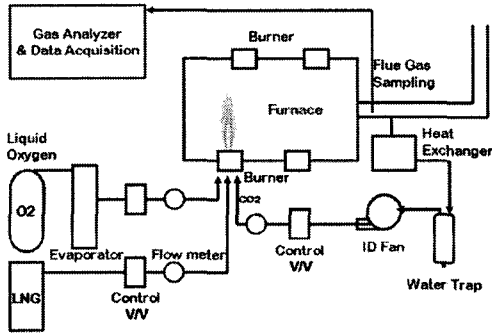 Gas Analyzer
& Data Acquisition
Burner
Flue Gas
Sampling
Furnace
Liquid
Oxygen
Heat
Exchanger
Burner
O2
CO2
Evaporator
Flow meter
Control
V/V
ID Fan
LNG
Control
V/V
Water Trap